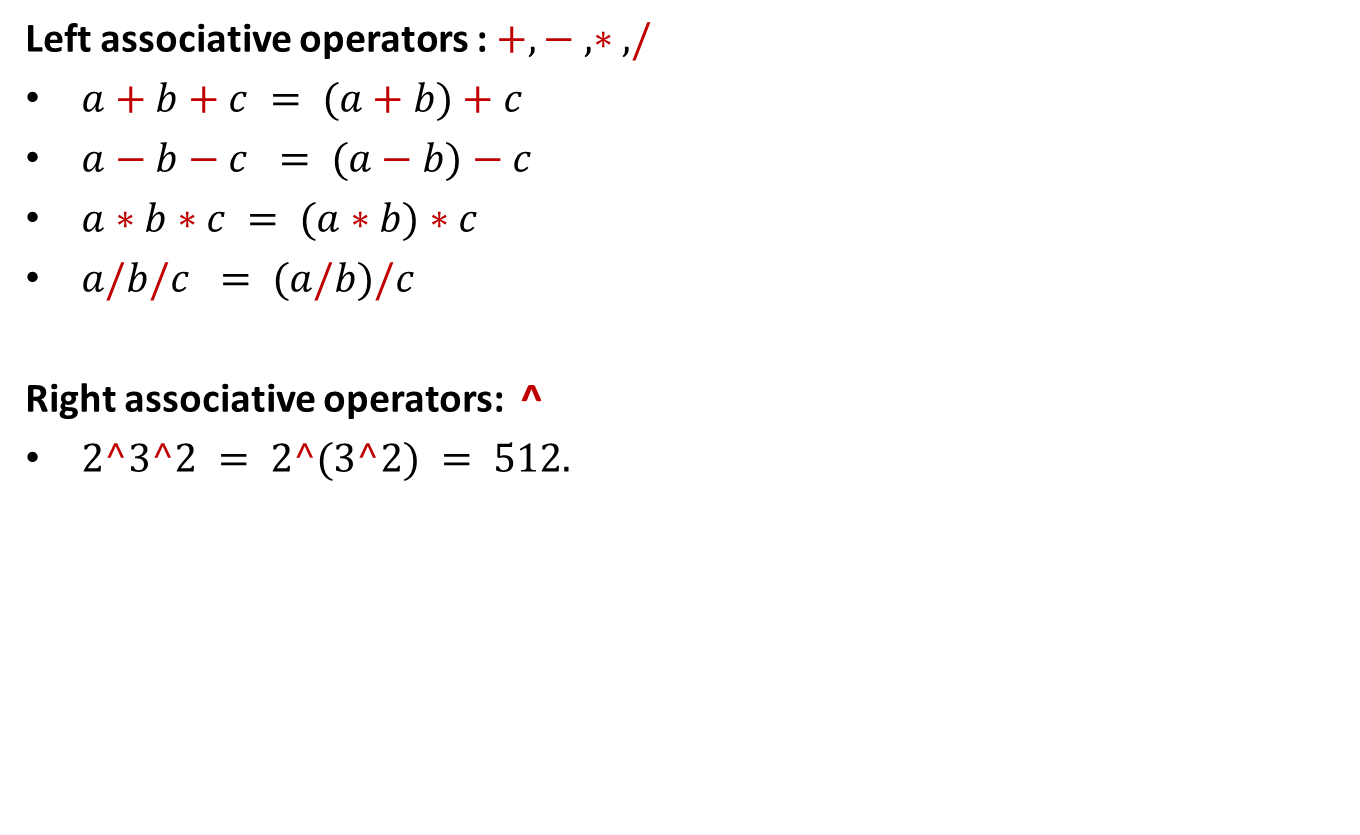 Left associative operators : +, − ,∗ ,/
• a + b + c = (a + b) + c
• a − b − c = (a − b) − c
• a ∗ b ∗ c = (a ∗ b) ∗ c
• a/b/c = (a/b)/c
Right associative operators: ^
• 2^3^2 = 2^(3^2) = 512.